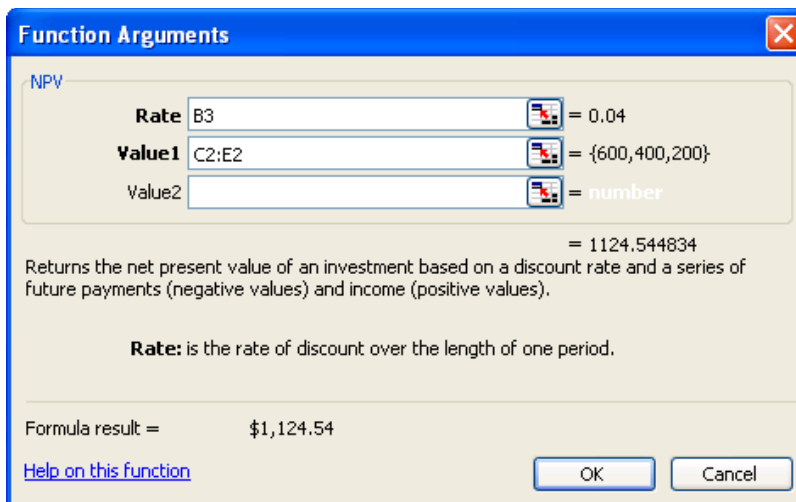 Function Arguments
NPV
Rate B3 = 0.04
Value1 C2:E2 = {600,400,200}
Value2 = number
= 1124.544834
Returns the net present value of an investment based on a discount rate and a series of
future payments (negative values) and income (positive values).
Rate: is the rate of discount over the length of one period.
Formula result = $1,124.54
Help on this function OK Cancel